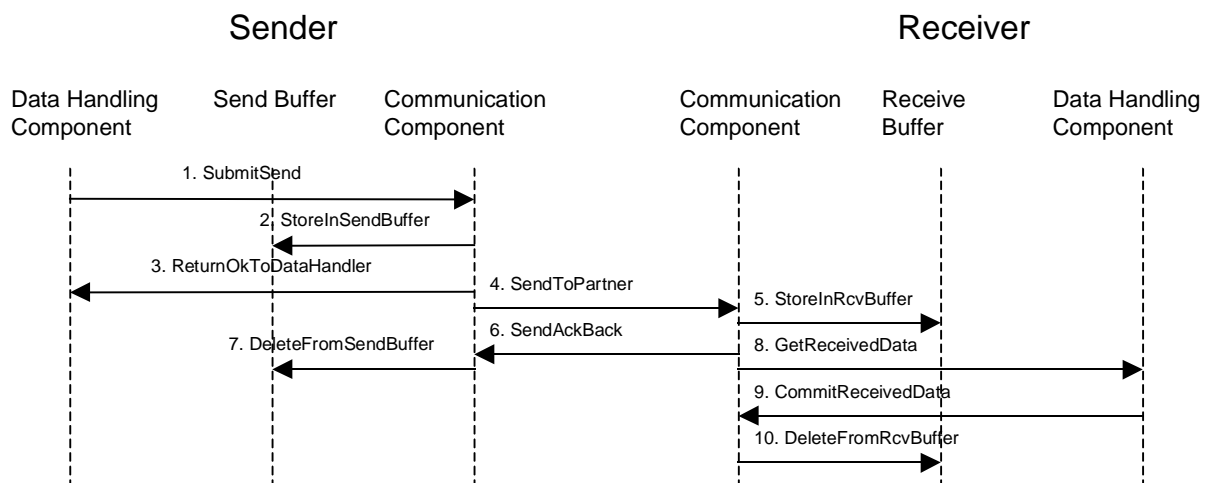 Sender
Receiver
Data Handling
Component
Send Buffer
Communication
Component
Communication
Component
Receive
Buffer
Data Handling
Component
1. SubmitSend
2. StoreInSendBuffer
3. ReturnOkToDataHandler
4. SendToPartner
5. StoreInRcvBuffer
6. SendAckBack
7. DeleteFromSendBuffer
8. GetReceivedData
9. CommitReceivedData
10. DeleteFromRcvBuffer